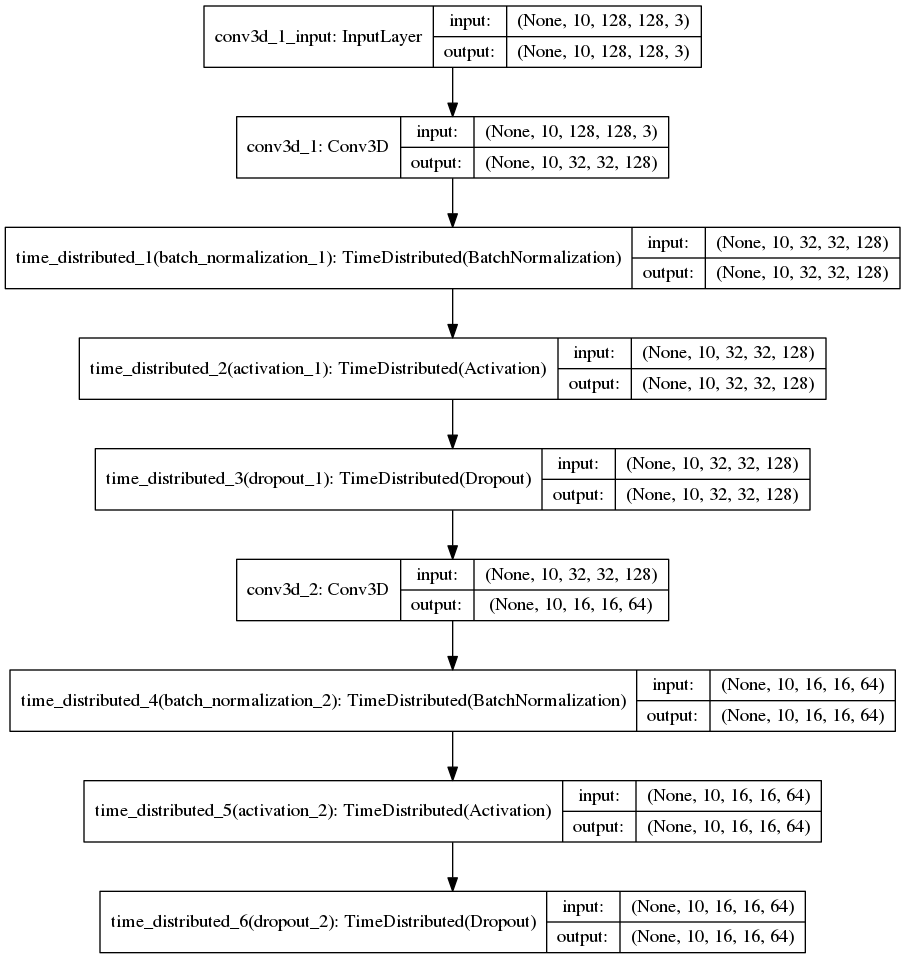 conv3d_1_input: InputLayer
input: (None, 10, 128, 128, 3)
output: (None, 10, 128, 128, 3)
conv3d_1: Conv3D
input: (None, 10, 128, 128, 3)
output: (None, 10, 32, 32, 128)
time_distributed_1(batch_normalization_1): TimeDistributed(BatchNormalization)
input: (None, 10, 32, 32, 128)
output: (None, 10, 32, 32, 128)
time_distributed_2(activation_1): TimeDistributed(Activation)
input: (None, 10, 32, 32, 128)
output: (None, 10, 32, 32, 128)
time_distributed_3(dropout_1): TimeDistributed(Dropout)
input: (None, 10, 32, 32, 128)
output: (None, 10, 32, 32, 128)
conv3d_2: Conv3D
input: (None, 10, 32, 32, 128)
output: (None, 10, 16, 16, 64)
time_distributed_4(batch_normalization_2): TimeDistributed(BatchNormalization)
input: (None, 10, 16, 16, 64)
output: (None, 10, 16, 16, 64)
time_distributed_5(activation_2): TimeDistributed(Activation)
input: (None, 10, 16, 16, 64)
output: (None, 10, 16, 16, 64)
time_distributed_6(dropout_2): TimeDistributed(Dropout)
input: (None, 10, 16, 16, 64)
output: (None, 10, 16, 16, 64)